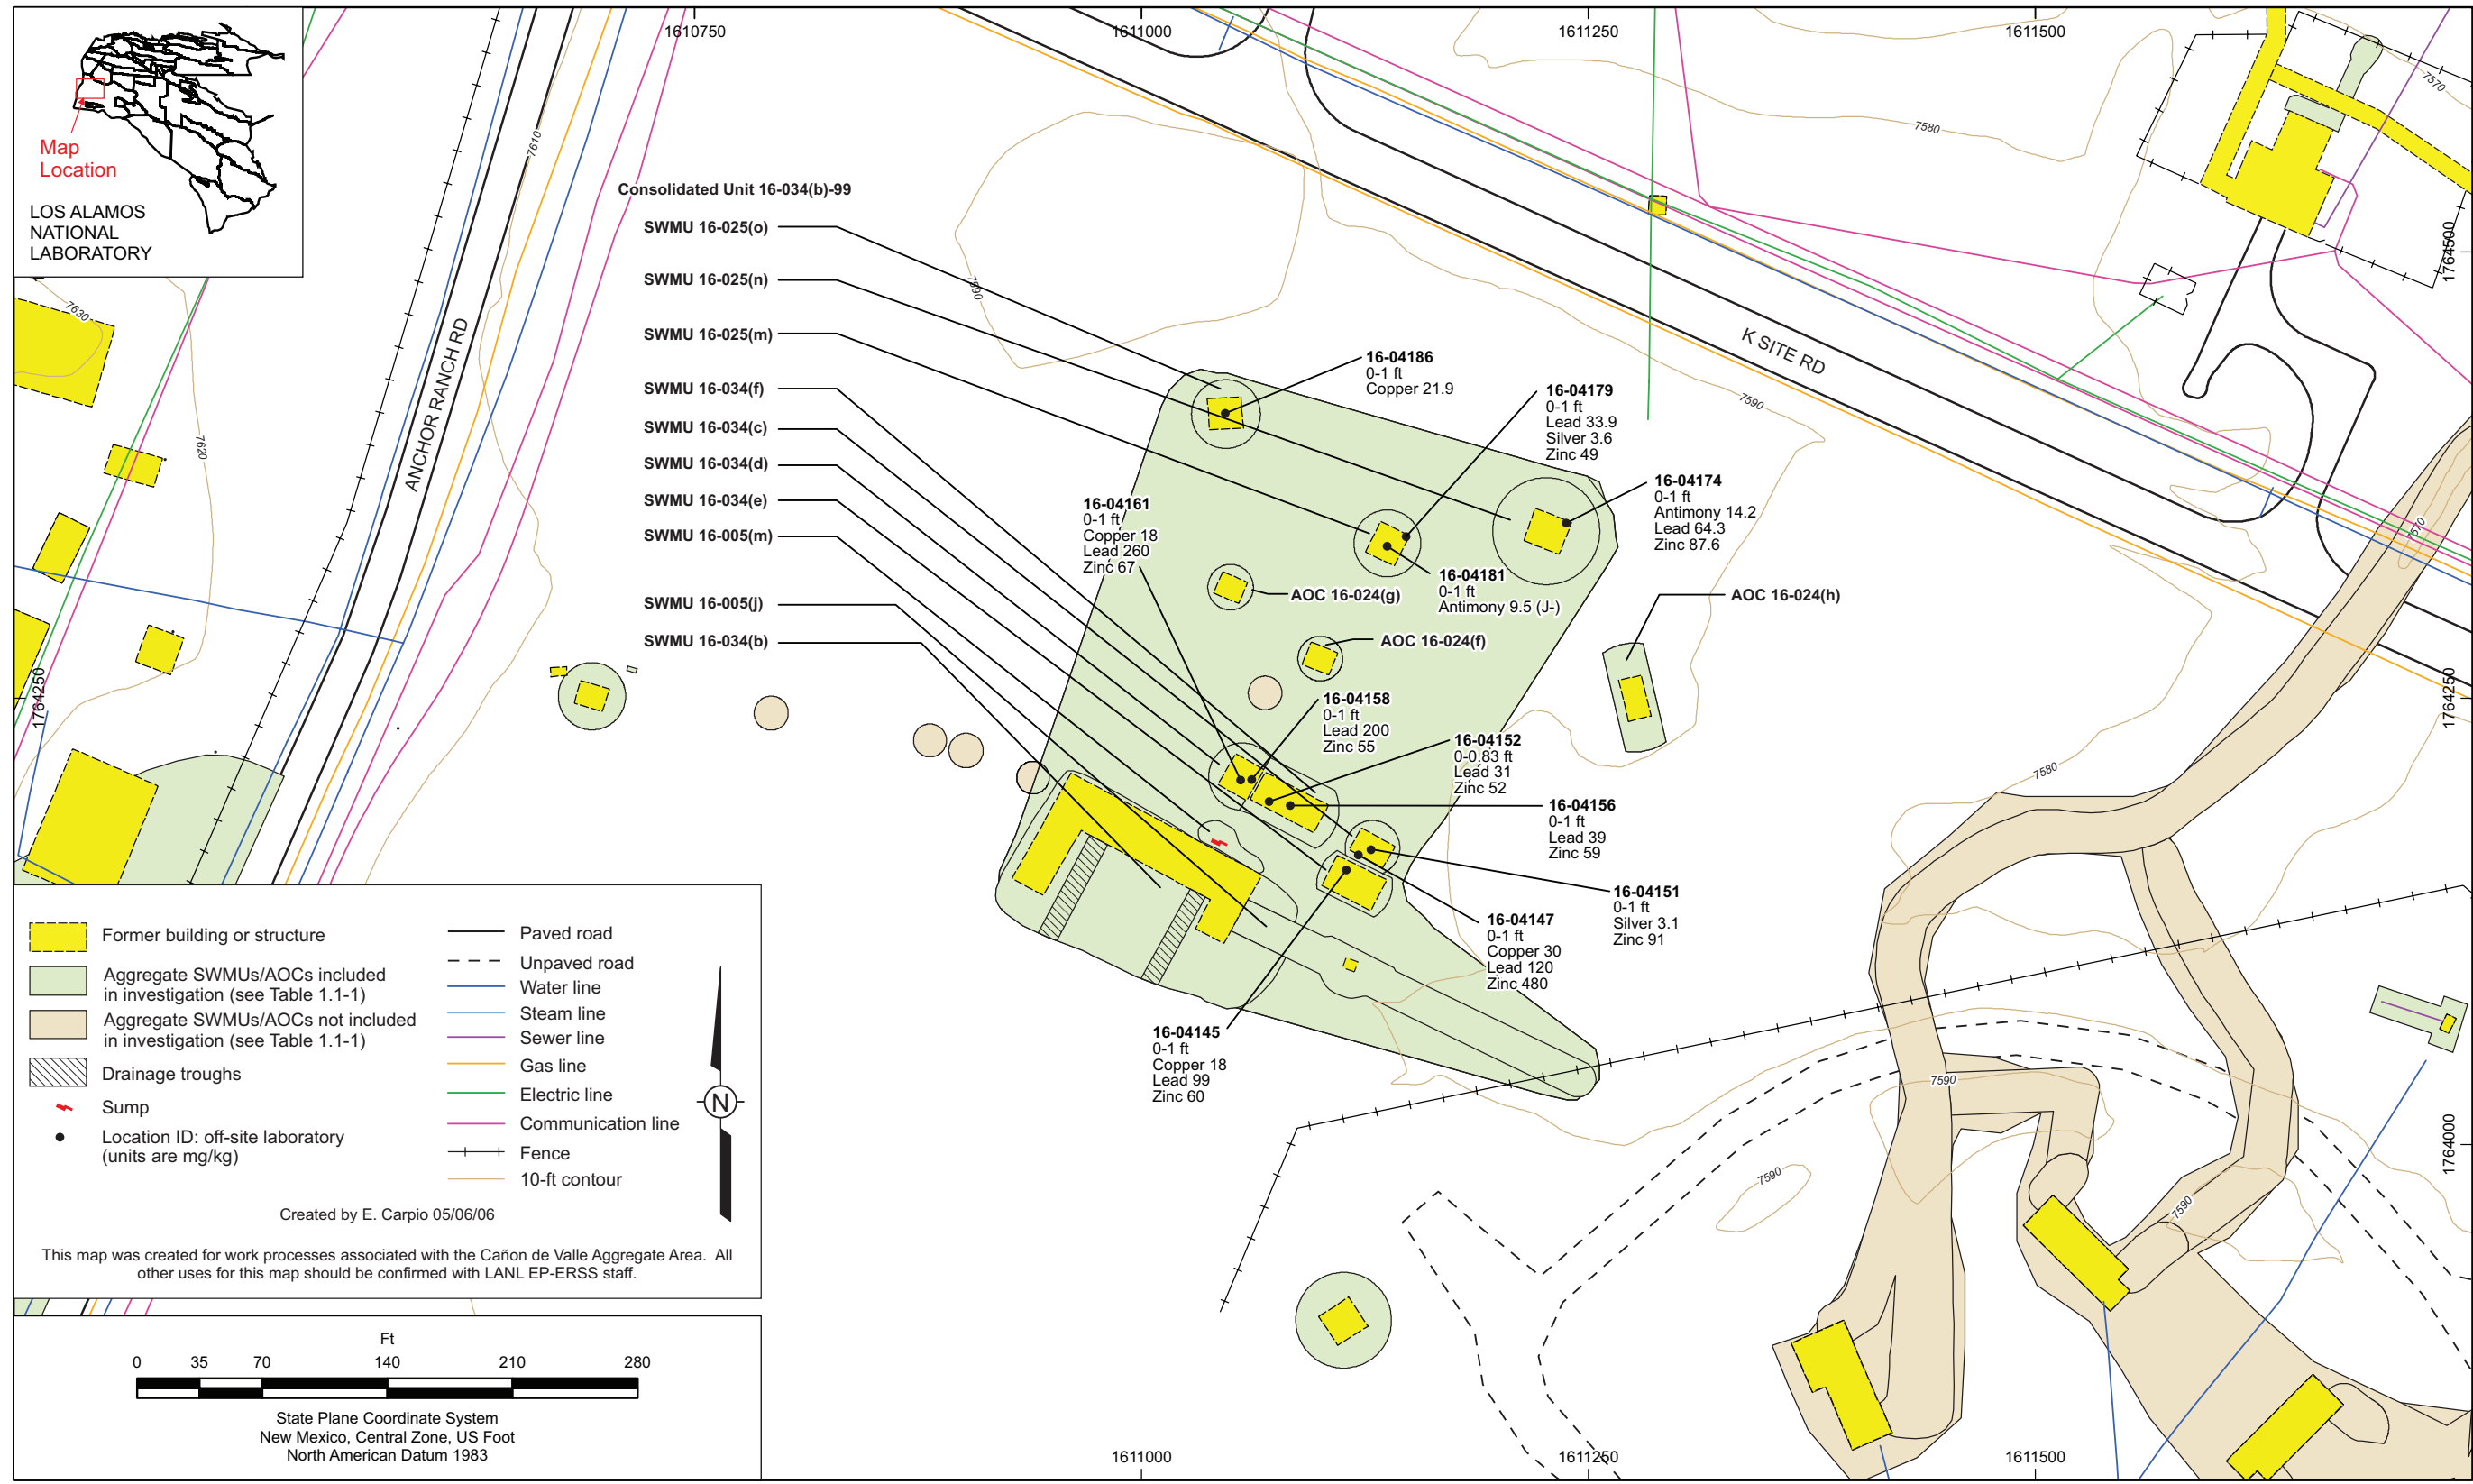 1610750
1611000
1611250
1611500
Map
Location
LOS ALAMOS
NATIONAL
LABORATORY
7610
7630
7620
7590
7580
7570
1764500
ANCHOR RANCH RD
K SITE RD
7590
Consolidated Unit 16-034(b)-99
SWMU 16-025(o)
SWMU 16-025(n)
SWMU 16-025(m)
SWMU 16-034(f)
SWMU 16-034(c)
SWMU 16-034(d)
SWMU 16-034(e)
SWMU 16-005(m)
SWMU 16-005(j)
SWMU 16-034(b)
16-04186
0-1 ft
Copper 21.9
16-04179
0-1 ft
Lead 33.9
Silver 3.6
Zinc 49
16-04174
0-1 ft
Antimony 14.2
Lead 64.3
Zinc 87.6
16-04161
0-1 ft
Copper 18
Lead 260
Zinc 67
16-04181
0-1 ft
Antimony 9.5 (J-)
AOC 16-024(g)
AOC 16-024(f)
AOC 16-024(h)
7570
1764250
1764250
16-04158
0-1 ft
Lead 200
Zinc 55
16-04152
0-0.83 ft
Lead 31
Zinc 52
16-04156
0-1 ft
Lead 39
Zinc 59
7580
16-04151
0-1 ft
Silver 3.1
Zinc 91
16-04147
0-1 ft
Copper 30
Lead 120
Zinc 480
16-04145
0-1 ft
Copper 18
Lead 99
Zinc 60
7590
7590
7590
1764000
Former building or structure
Aggregate SWMUs/AOCs included
in investigation (see Table 1.1-1)
Aggregate SWMUs/AOCs not included
in investigation (see Table 1.1-1)
Drainage troughs
Sump
Location ID: off-site laboratory
(units are mg/kg)
Paved road
Unpaved road
Water line
Steam line
Sewer line
Gas line
Electric line
Communication line
Fence
10-ft contour
N
Created by E. Carpio 05/06/06
This map was created for work processes associated with the Cañon de Valle Aggregate Area. All
other uses for this map should be confirmed with LANL EP-ERSS staff.
Ft
0 35 70 140 210 280
State Plane Coordinate System
New Mexico, Central Zone, US Foot
North American Datum 1983
1611000
1611250
1611500